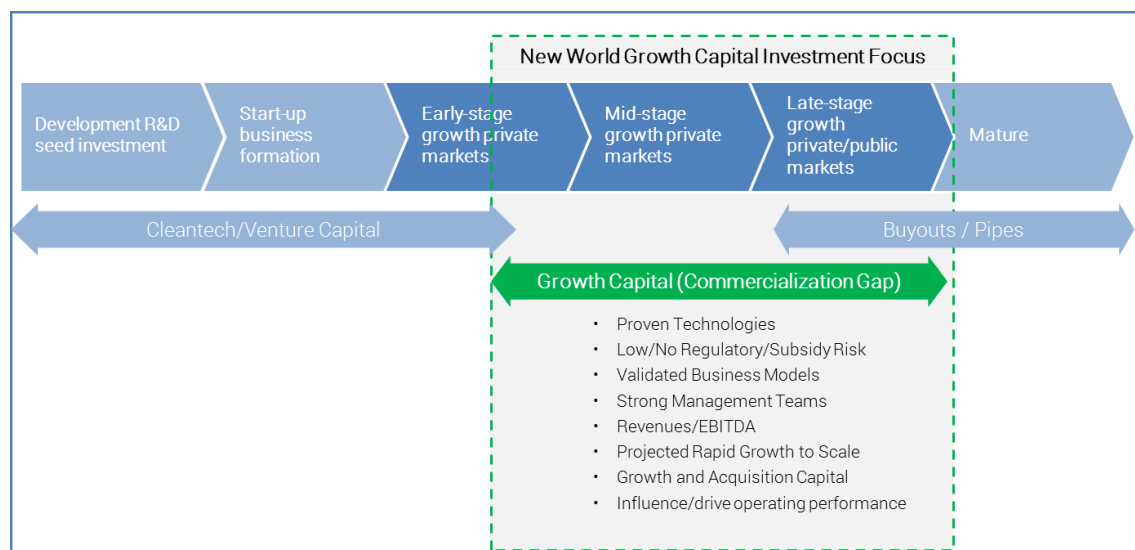 New World Growth Capital Investment Focus
Development R&D
seed investment
Start-up
business
formation
Early-stage
growth private
markets
Mid-stage
growth private
markets
Late-stage
growth
private/public
markets
Mature
Cleantech/Venture Capital
Buyouts / Pipes
Growth Capital (Commercialization Gap)
• Proven Technologies
• Low/No Regulatory/Subsidy Risk
• Validated Business Models
• Strong Management Teams
• Revenues/EBITDA
• Projected Rapid Growth to Scale
• Growth and Acquisition Capital
• Influence/drive operating performance